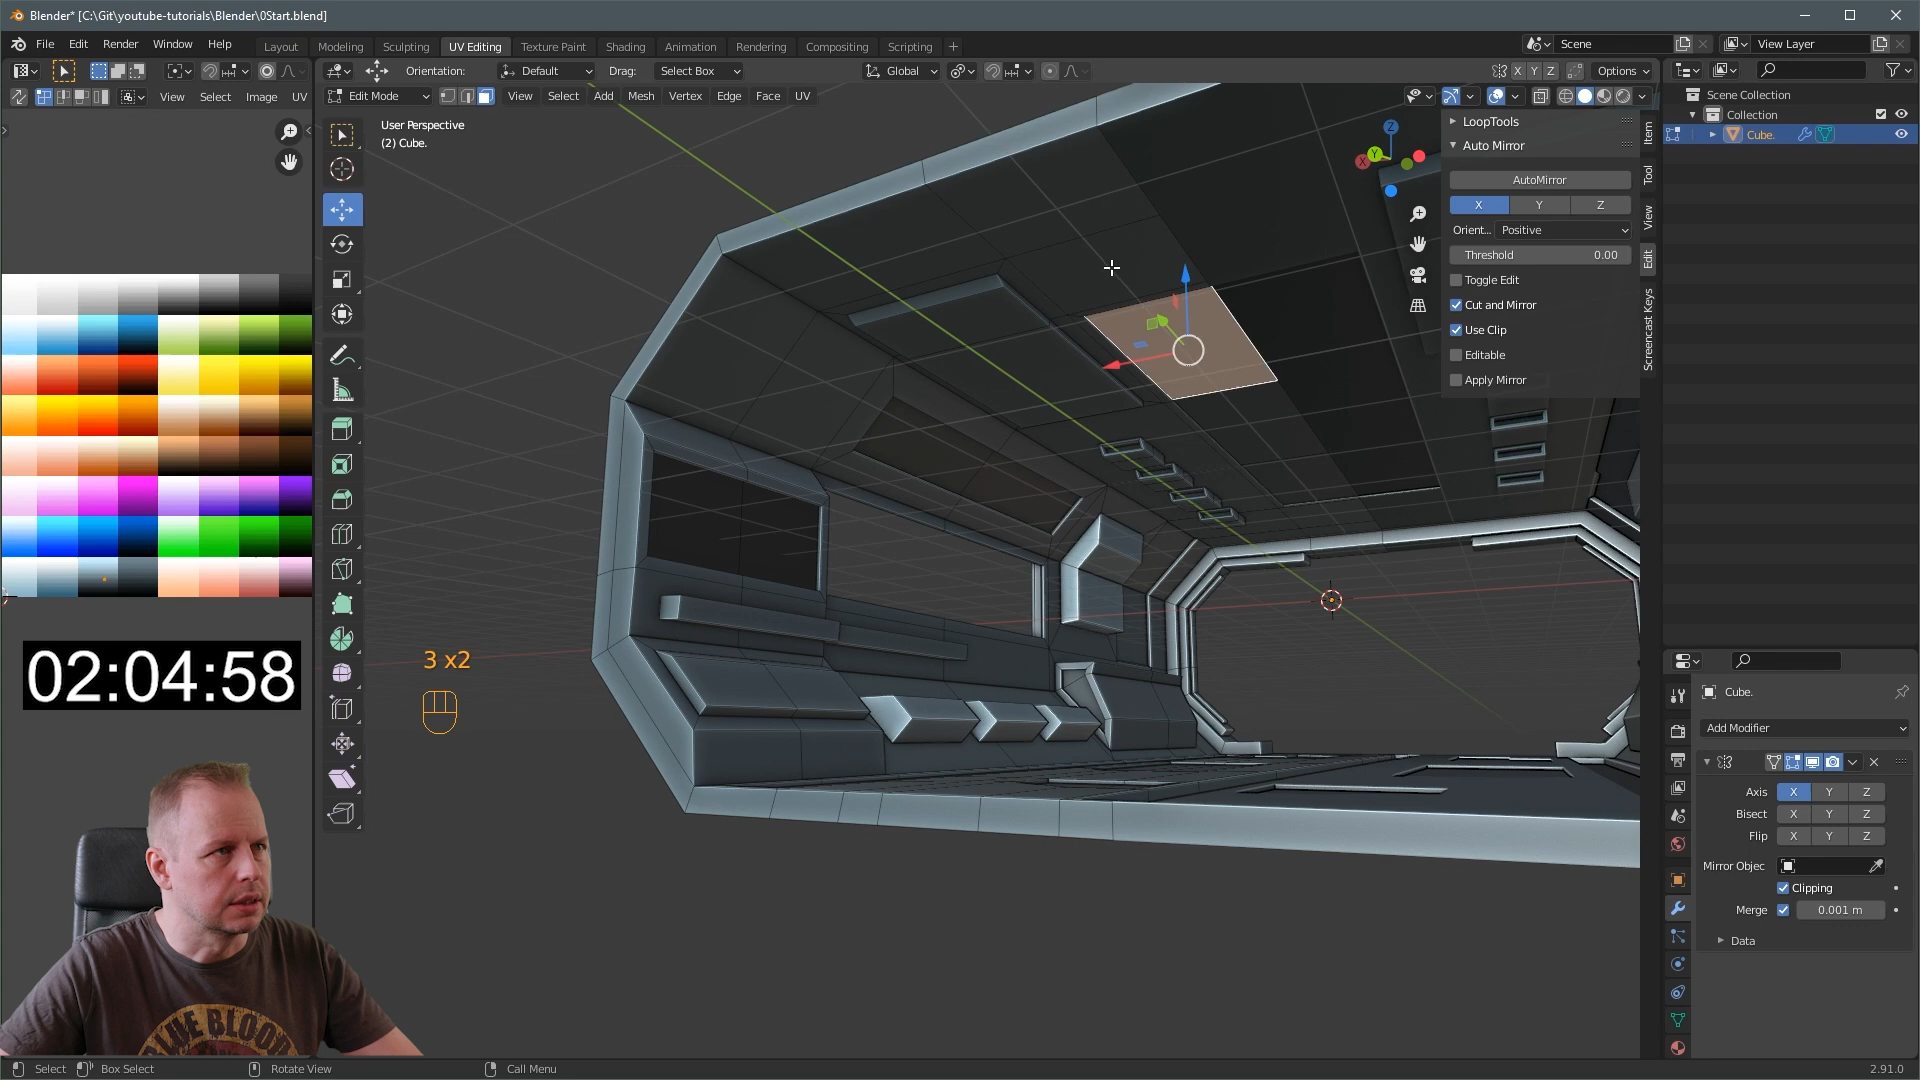 Blender* [C:\Git\youtube-tutorials\Blender\0Start.blend]
File Edit Render Window Help Layout Modeling Sculpting UV Editing Texture Paint Shading Animation Rendering Compositing Scripting + Scene View Layer
Orientation: Default Drag: Select Box Global X Y Z Options
View Select Image UV Edit Mode View Select Add Mesh Vertex Edge Face UV
Scene Collection
Collection
Cube.
User Perspective
(2) Cube.
Z
Y
X
LoopTools
Auto Mirror
AutoMirror
X Y Z
Orient... Positive
Threshold 0.00
Toggle Edit
Cut and Mirror
Use Clip
Editable
Apply Mirror
Item
Tool
View
Edit
Screencast Keys
3 x2
02:04:58
Cube.
Add Modifier
Axis X Y Z
Bisect X Y Z
Flip X Y Z
Mirror Objec
Clipping
Merge 0.001 m
Data
BLUE BLOO
Select Box Select Rotate View Call Menu 2.91.0